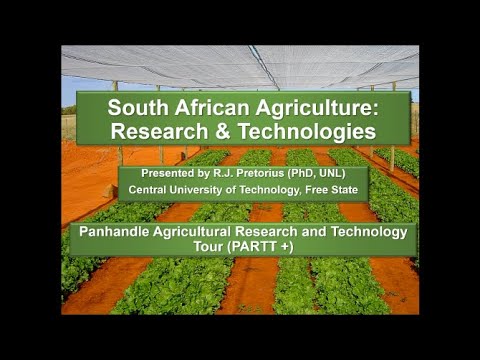 South African Agriculture:
Research & Technologies
Presented by R.J. Pretorius (PhD, UNL)
Central University of Technology, Free State
Panhandle Agricultural Research and Technology
Tour (PARTT +)